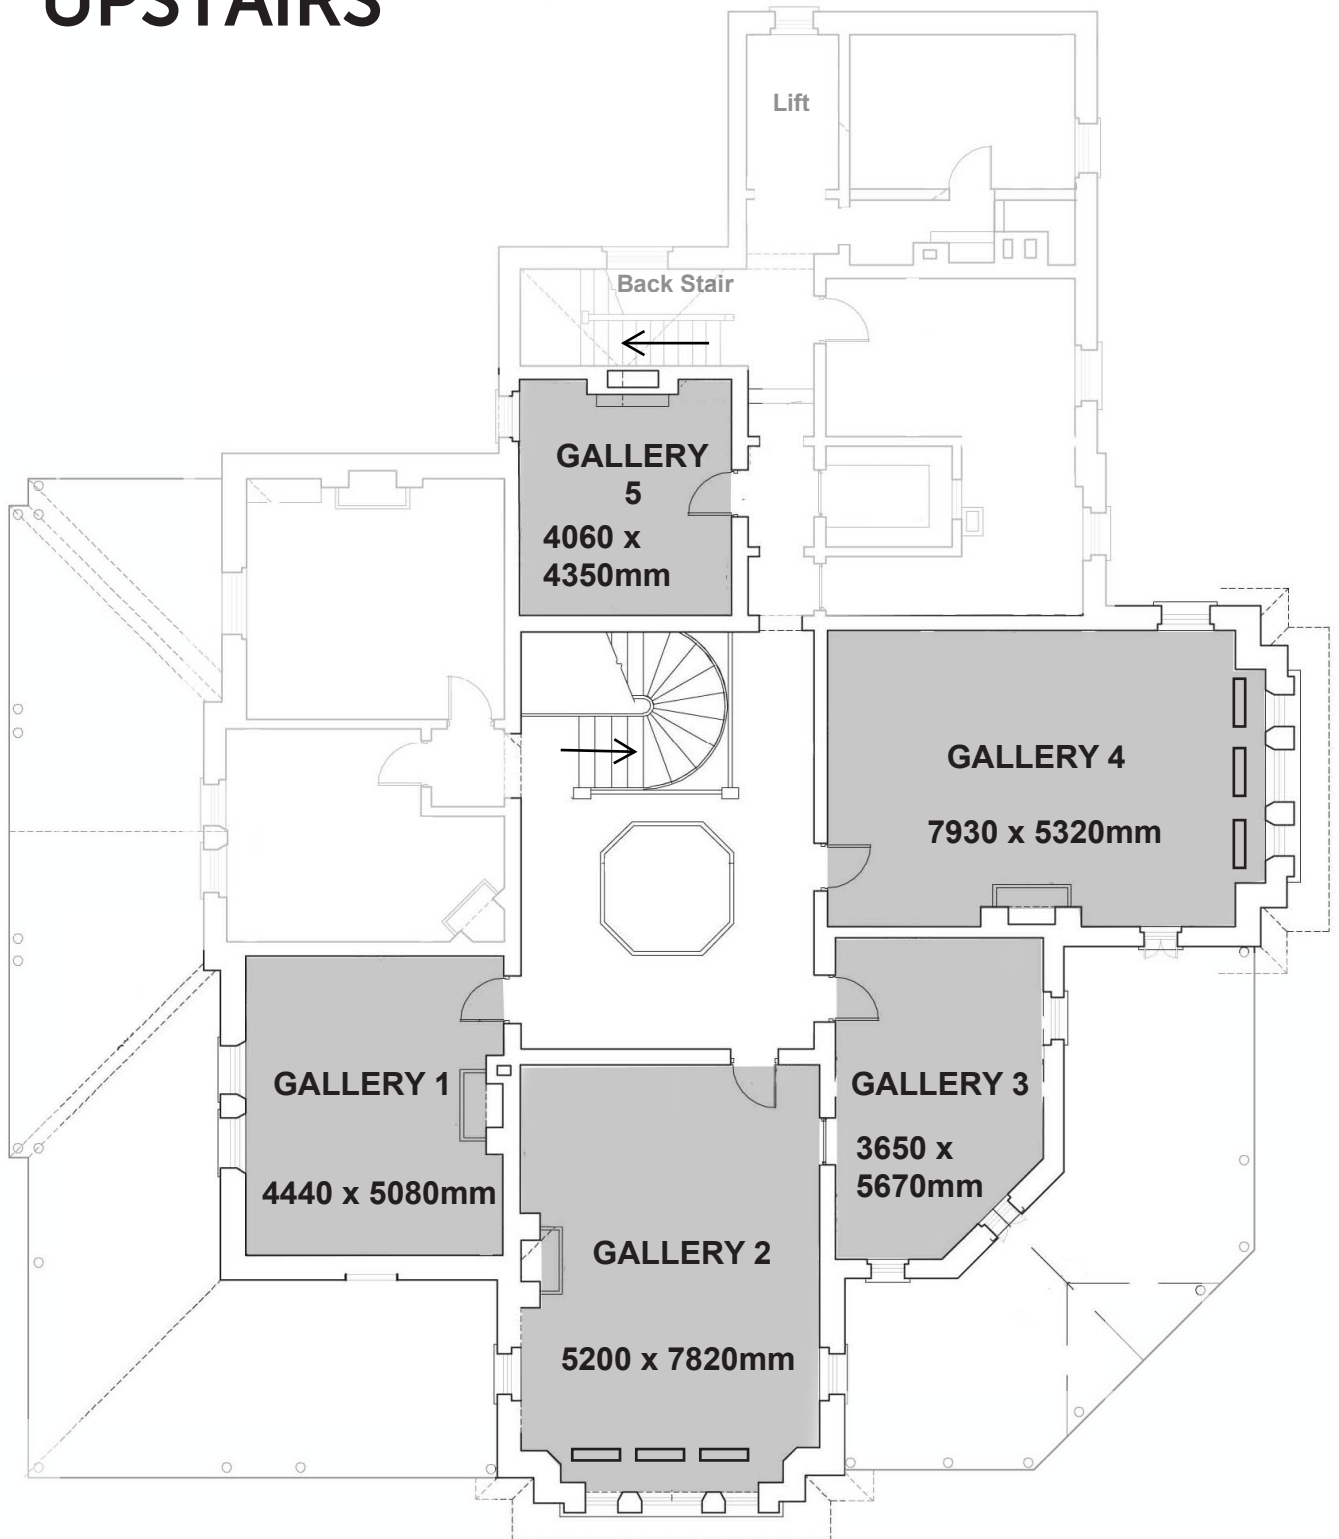 UPSTAIRS
Lift
Back Stair
GALLERY
5
4060 x
4350mm
GALLERY 4
7930 x 5320mm
GALLERY 1
4440 x 5080mm
GALLERY 3
3650 x
5670mm
GALLERY 2
5200 x 7820mm